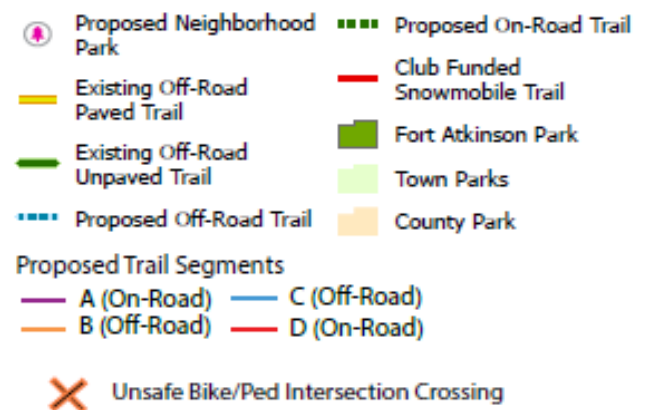 Proposed Neighborhood
Park
Existing Off-Road
Paved Trail
Existing Off-Road
Unpaved Trail
Proposed Off-Road Trail
Proposed On-Road Trail
Club Funded
Snowmobile Trail
Fort Atkinson Park
Town Parks
County Park
Proposed Trail Segments
A (On-Road)
B (Off-Road)
C (Off-Road)
D (On-Road)
Unsafe Bike/Ped Intersection Crossing